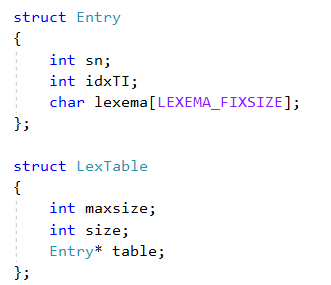 struct Entry
{
    int sn;
    int idxTI;
    char lexema[LEXEMA_FIXSIZE];
};

struct LexTable
{
    int maxsize;
    int size;
    Entry* table;
};